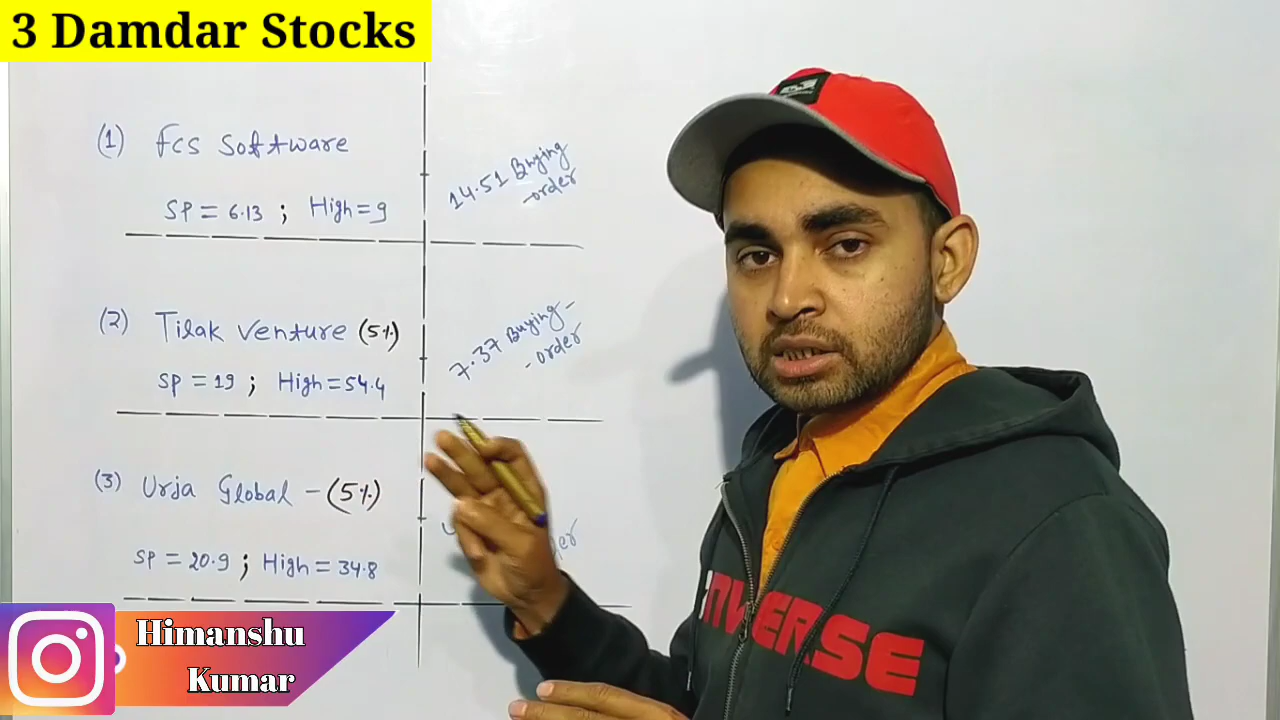 3 Damdar Stocks
(1) fcs software
SP = 6.13 ; High = 9
14.51 Buying
-order
(2) Tilak venture (5%)
SP = 19 ; High = 54.4
7.37 Buying -
- order
(3) Urja Global - (5%)
SP = 20.9 ; High = 34.8
INVERSE
Himanshu
Kumar